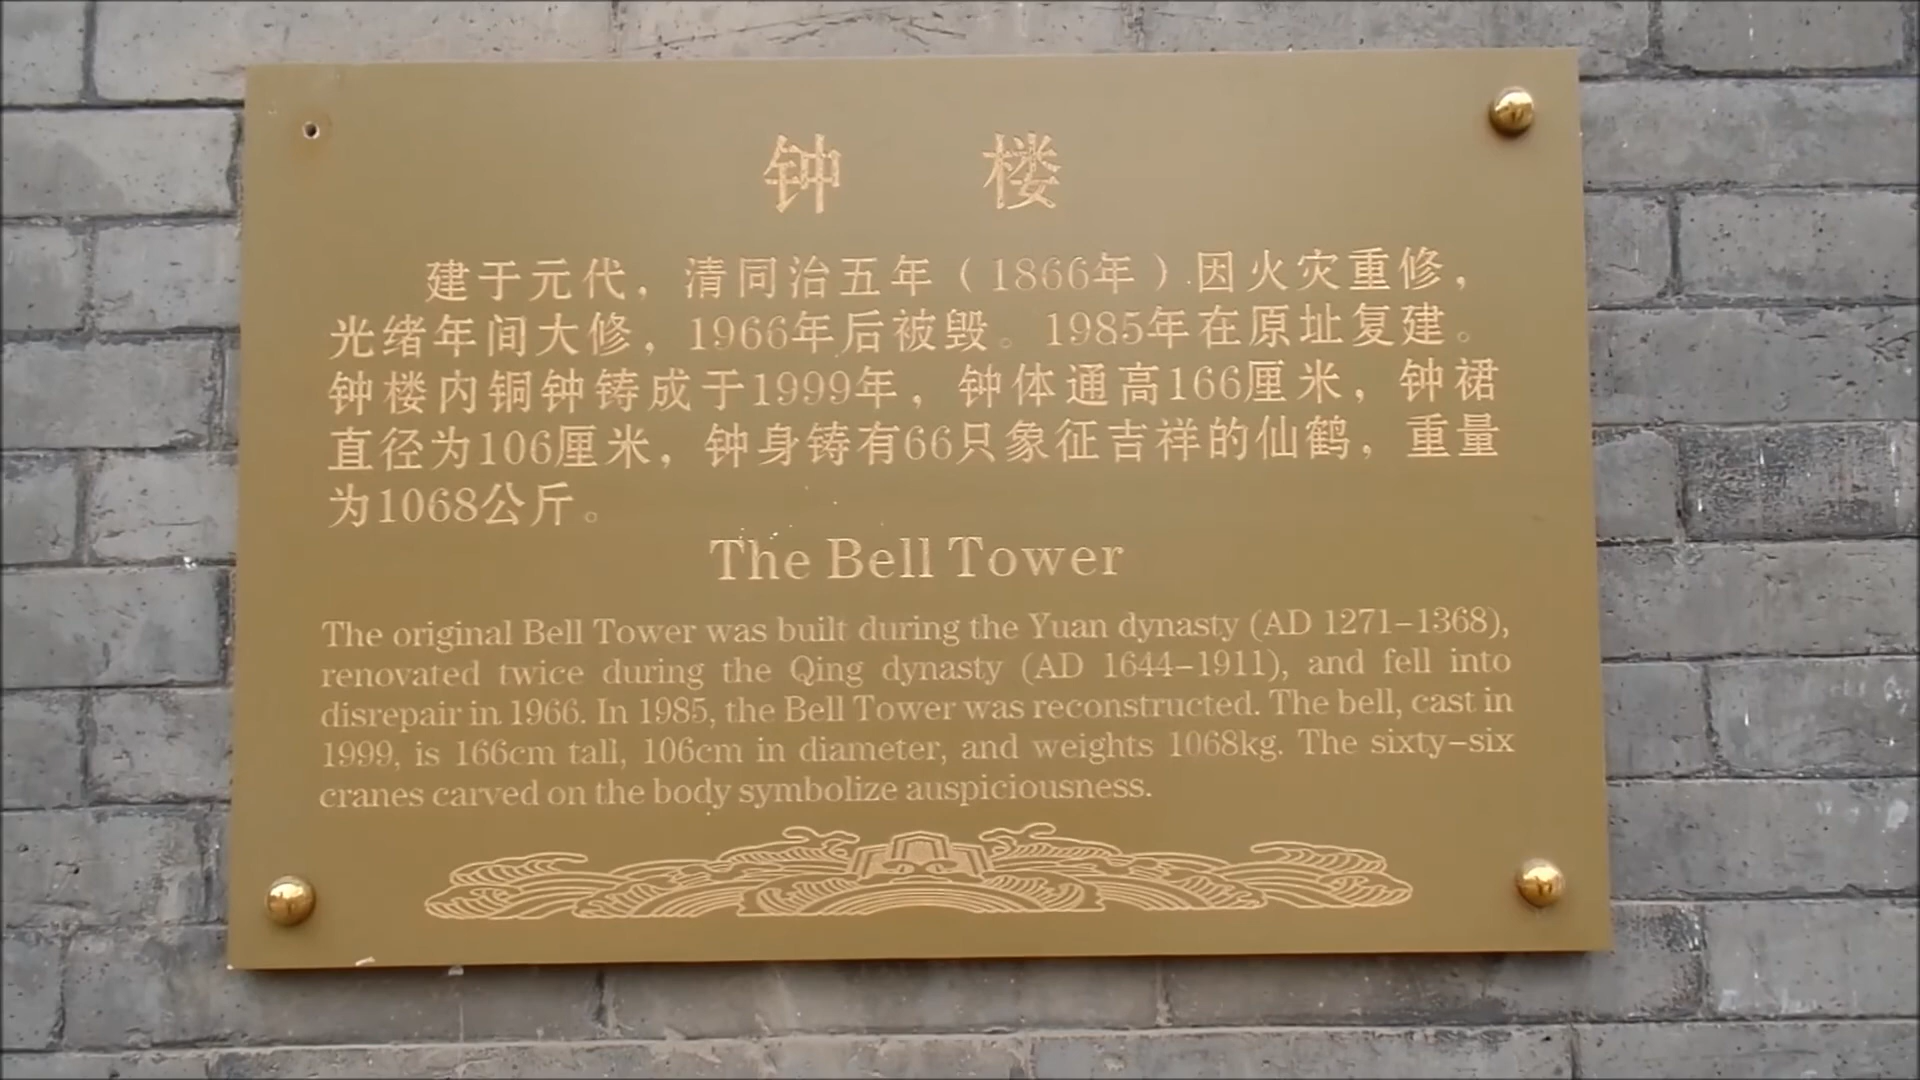 钟 楼
建于元代，清同治五年（1866年）因火灾重修，
光绪年间大修，1966年后被毁。1985年在原址复建。
钟楼内铜钟铸成于1999年，钟体通高166厘米，钟裙
直径为106厘米，钟身铸有66只象征吉祥的仙鹤，重量
为1068公斤。
The Bell Tower
The original Bell Tower was built during the Yuan dynasty (AD 1271-1368),
renovated twice during the Qing dynasty (AD 1644-1911), and fell into
disrepair in 1966. In 1985, the Bell Tower was reconstructed. The bell, cast in
1999, is 166cm tall, 106cm in diameter, and weights 1068kg. The sixty-six
cranes carved on the body symbolize auspiciousness.